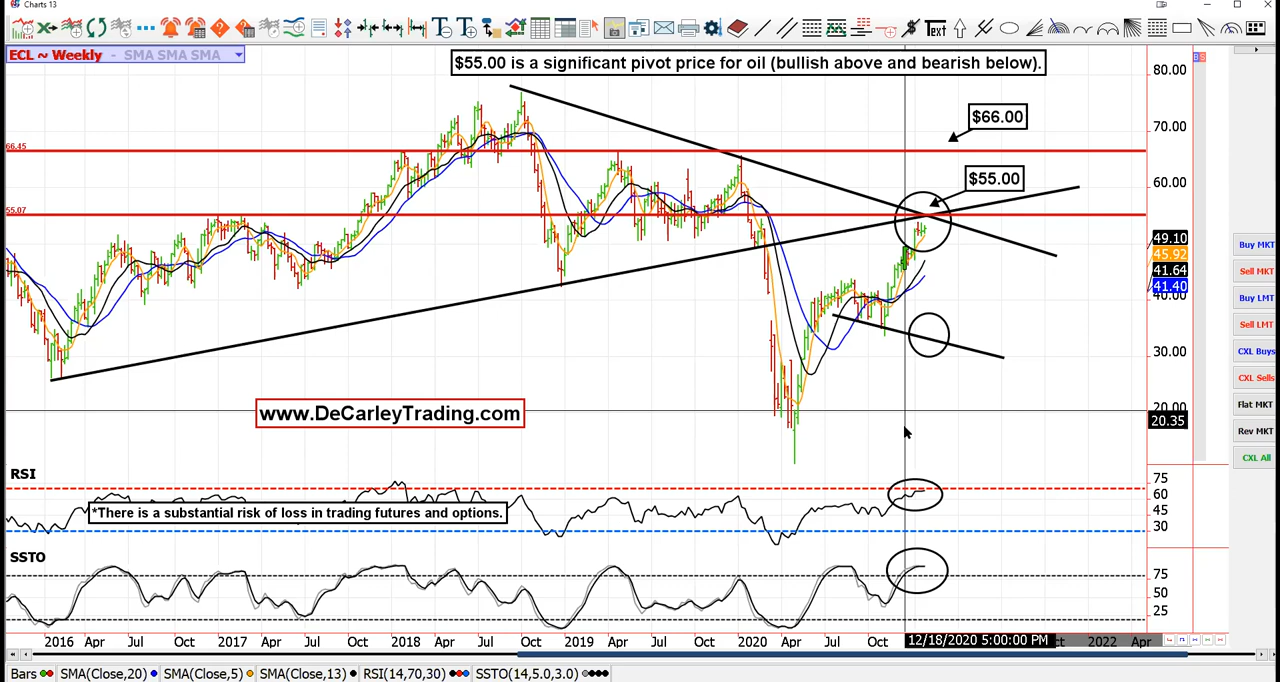 Charts 13
Text
ECL ~ Weekly - SMA SMA SMA
$55.00 is a significant pivot price for oil (bullish above and bearish below).
80.00
$66.00
70.00
66.45
$55.00
60.00
55.07
49.10
Buy MKT
45.92
41.64
Sell MKT
41.40
40.00
Buy LMT
Sell LMT
30.00
CXL Buys
CXL Sells
www.DeCarleyTrading.com
20.00
Flat MKT
20.35
Rev MKT
CXL All
RSI
75
60
*There is a substantial risk of loss in trading futures and options.
45
30
SSTO
75
50
25
2016 Apr Jul Oct 2017 Apr Jul Oct 2018 Apr Jul Oct 2019 Apr Jul Oct 2020 Apr Jul Oct 12/18/2020 5:00:00 PM 2022 Apr
Bars SMA(Close,20) SMA(Close,5) SMA(Close,13) RSI(14,70,30) SSTO(14,5.0,3.0)